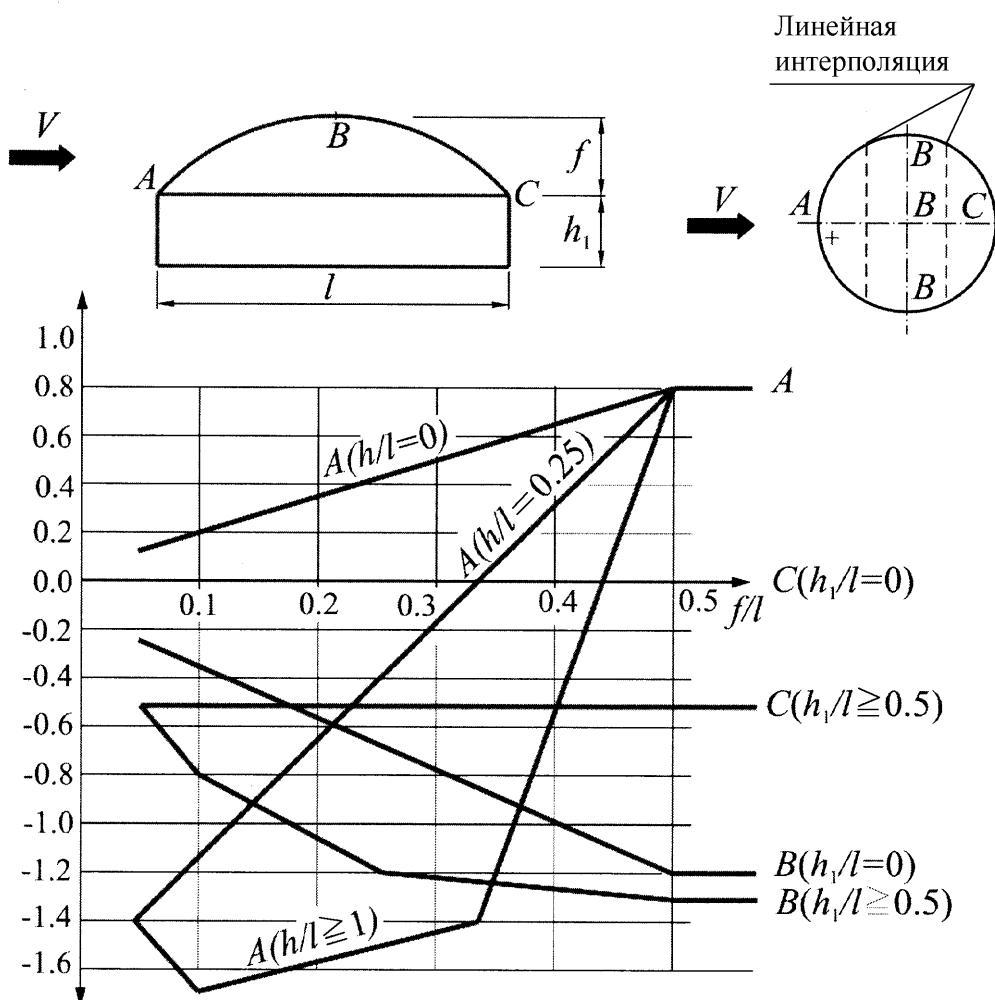 Линейная
интерполяция
V
B
f
A
C
h₁
l
V
B
A
B
C
+
B
1.0
0.8
A
0.6
A(h/l=0)
A(h/l=0.25)
0.4
0.2
0.0
0.1
0.2
0.3
0.4
0.5
f/l
C(h₁/l=0)
-0.2
-0.4
-0.6
C(h₁/l≧0.5)
-0.8
-1.0
-1.2
B(h₁/l=0)
B(h₁/l≧0.5)
-1.4
A(h/l≧1)
-1.6